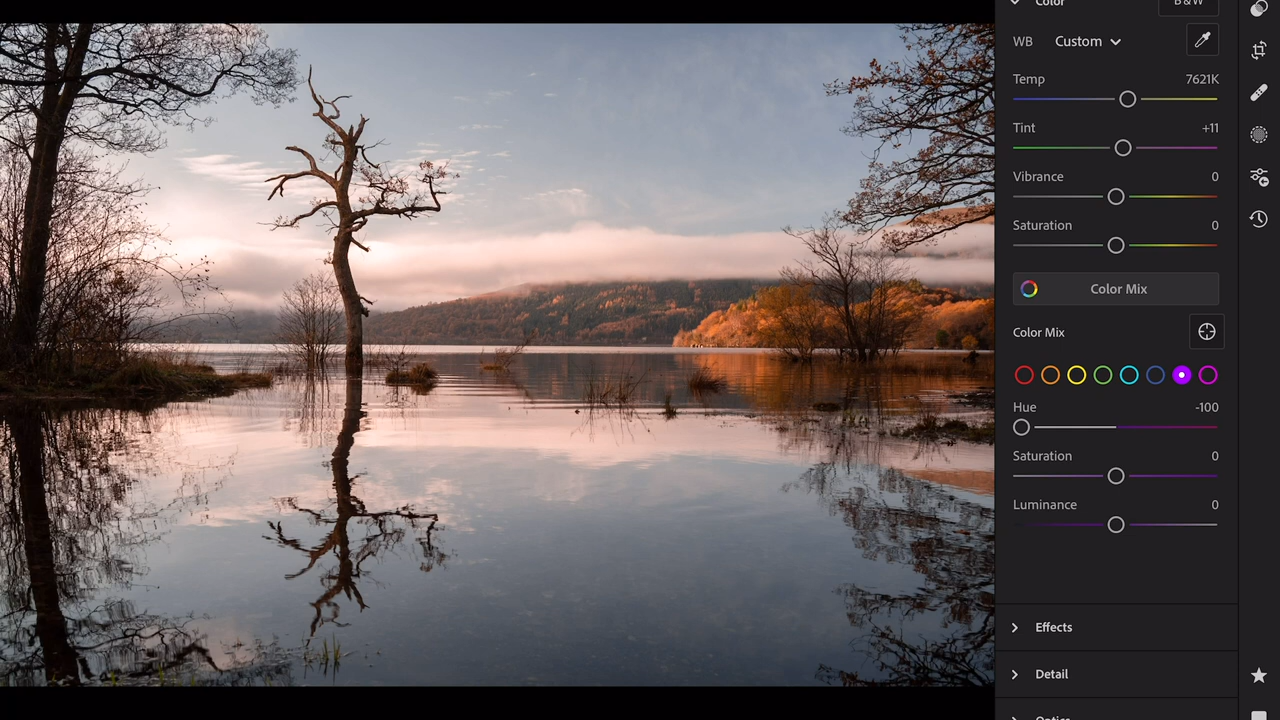 Color
B&W
WB Custom
Temp 7621K
Tint +11
Vibrance 0
Saturation 0
Color Mix
Color Mix
Hue -100
Saturation 0
Luminance 0
Effects
Detail
Optics